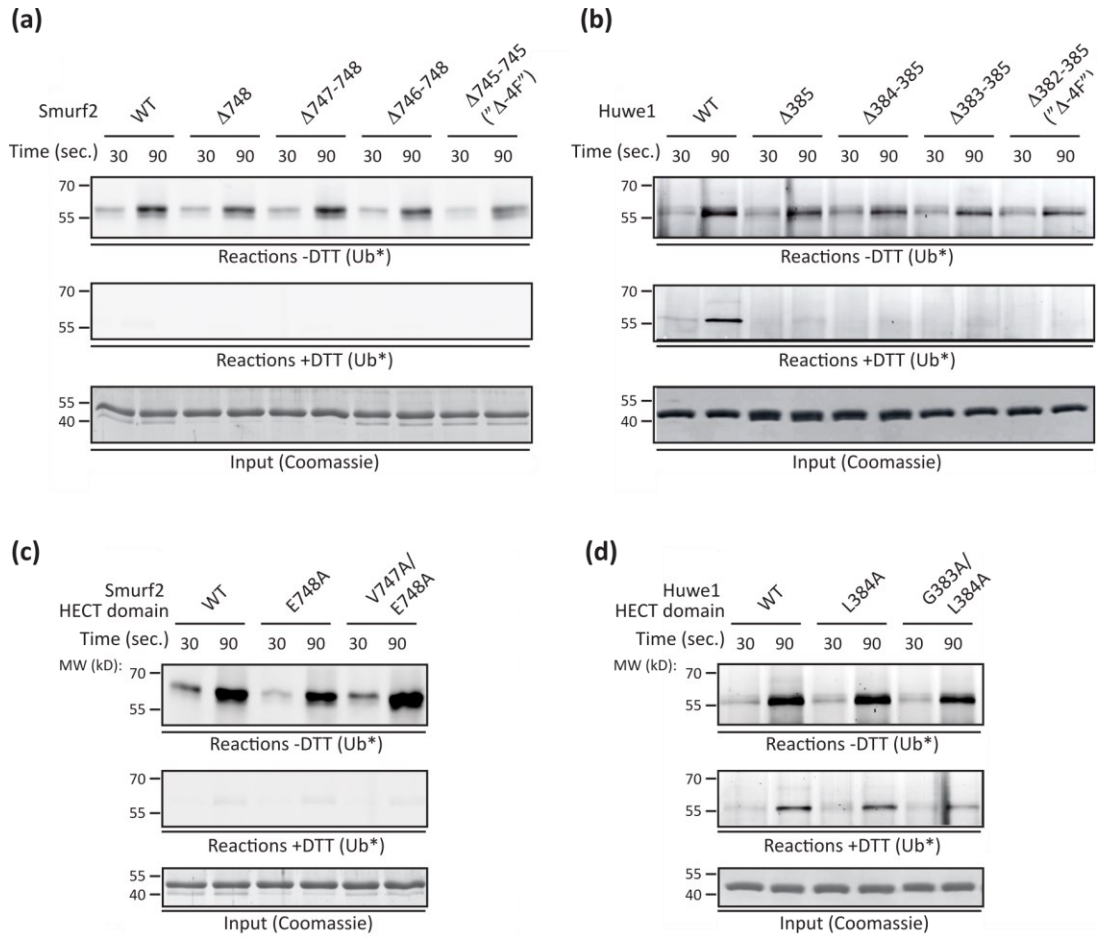 (a)
Smurf2 WT Δ748 Δ747-748 Δ746-748 Δ745-745 ("Δ-4F")
Time (sec.) 30 90 30 90 30 90 30 90 30 90
70
55
Reactions -DTT (Ub*)
70
55
Reactions +DTT (Ub*)
55
40
Input (Coomassie)
(b)
Huwe1 WT Δ385 Δ384-385 Δ383-385 Δ382-385 ("Δ-4F")
Time (sec.) 30 90 30 90 30 90 30 90 30 90
70
55
Reactions -DTT (Ub*)
70
55
Reactions +DTT (Ub*)
55
40
Input (Coomassie)
(c)
Smurf2
HECT domain WT E748A V747A/ E748A
Time (sec.) 30 90 30 90 30 90
MW (kD):
70
55
Reactions -DTT (Ub*)
70
55
Reactions +DTT (Ub*)
55
40
Input (Coomassie)
(d)
Huwe1
HECT domain WT L384A G383A/ L384A
Time (sec.) 30 90 30 90 30 90
MW (kD):
70
55
Reactions -DTT (Ub*)
70
55
Reactions +DTT (Ub*)
55
40
Input (Coomassie)